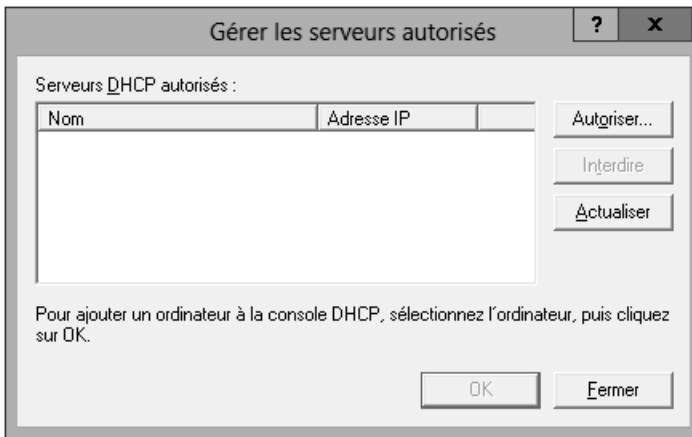 Gérer les serveurs autorisés
?
x
Serveurs DHCP autorisés :
Nom
Adresse IP
Autoriser...
Interdire
Actualiser
Pour ajouter un ordinateur à la console DHCP, sélectionnez l'ordinateur, puis cliquez
sur OK.
OK
Fermer